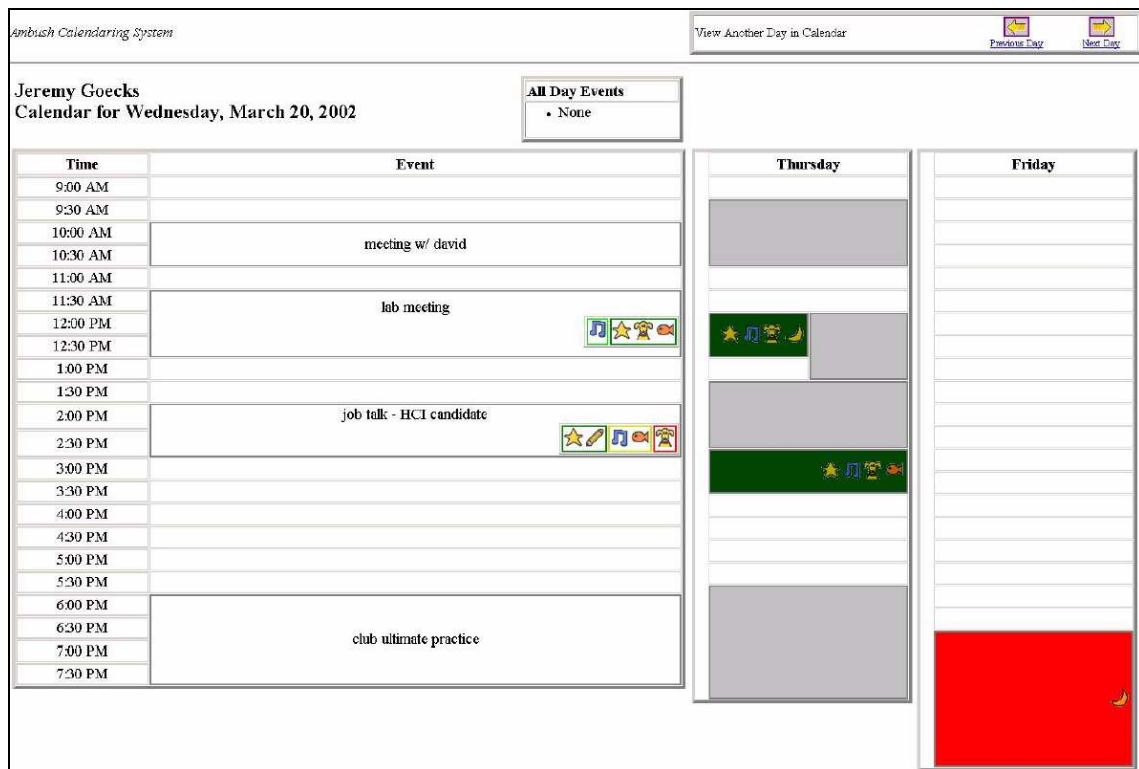 Ambush Calendaring System
View Another Day in Calendar
Previous Day
Next Day
Jeremy Goecks
Calendar for Wednesday, March 20, 2002
All Day Events
• None
Time Event Thursday Friday
9:00 AM
9:30 AM
10:00 AM
meeting w/ david
10:30 AM
11:00 AM
11:30 AM
lab meeting
12:00 PM
12:30 PM
1:00 PM
1:30 PM
2:00 PM
job talk - HCI candidate
2:30 PM
3:00 PM
3:30 PM
4:00 PM
4:30 PM
5:00 PM
5:30 PM
6:00 PM
6:30 PM
club ultimate practice
7:00 PM
7:30 PM